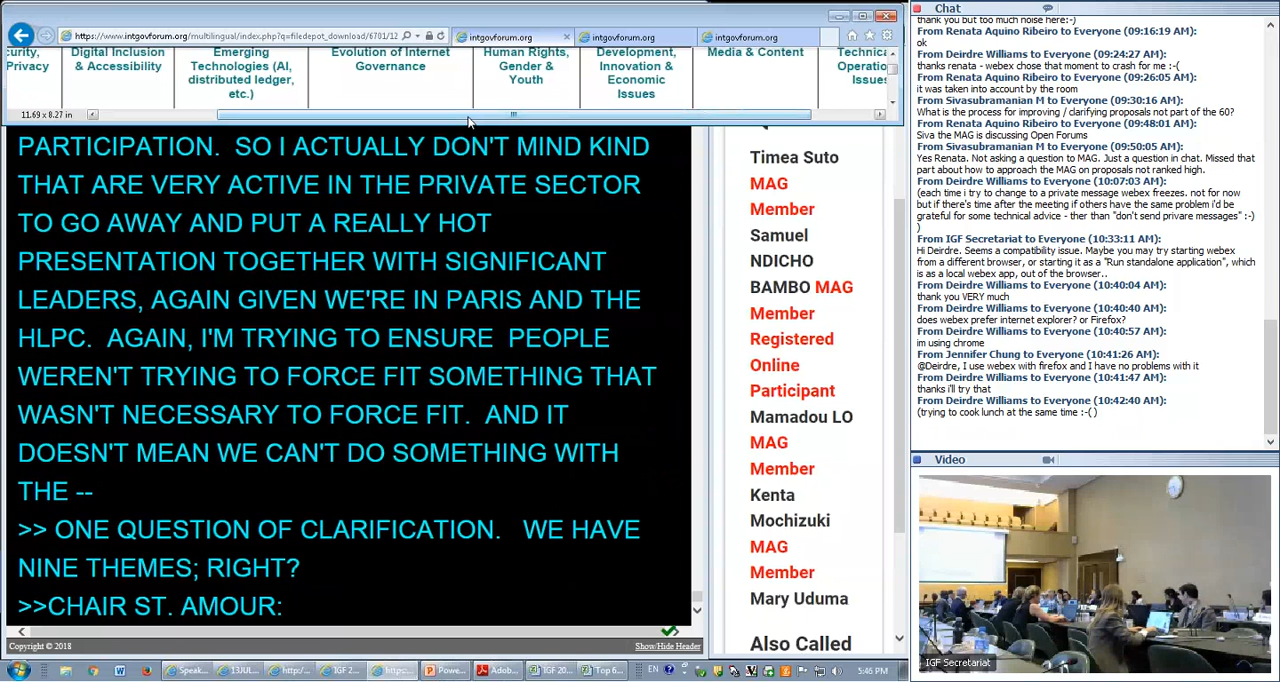 https://www.intgovforum.org/multilingual/index.php?q=filedepot_download/6701/12
intgovforum.org
intgovforum.org
intgovforum.org
Digital Inclusion & Accessibility
Emerging Technologies (AI, distributed ledger, etc.)
Evolution of Internet Governance
Human Rights, Gender & Youth
Development, Innovation & Economic Issues
Media & Content
Privacy
Issues
11.69 x 8.27 in
PARTICIPATION.  SO I ACTUALLY DON'T MIND KIND
THAT ARE VERY ACTIVE IN THE PRIVATE SECTOR
TO GO AWAY AND PUT A REALLY HOT
PRESENTATION TOGETHER WITH SIGNIFICANT
LEADERS, AGAIN GIVEN WE'RE IN PARIS AND THE
HLPC.  AGAIN, I'M TRYING TO ENSURE  PEOPLE
WEREN'T TRYING TO FORCE FIT SOMETHING THAT
WASN'T NECESSARY TO FORCE FIT.  AND IT
DOESN'T MEAN WE CAN'T DO SOMETHING WITH
THE --
>> ONE QUESTION OF CLARIFICATION.   WE HAVE
NINE THEMES; RIGHT?
>>CHAIR ST. AMOUR:
Copyright © 2018
Show/Hide Header
Timea Suto
MAG
Member
Samuel
NDICHO
BAMBO MAG
Member
Registered
Online
Participant
Mamadou LO
MAG
Member
Kenta
Mochizuki
MAG
Member
Mary Uduma
Also Called
Chat
thank you but too much noise here:-)
From Renata Aquino Ribeiro to Everyone (09:16:19 AM):
ok
From Deirdre Williams to Everyone (09:24:27 AM):
thanks renata - webex chose that moment to crash for me :-(
From Renata Aquino Ribeiro to Everyone (09:26:05 AM):
it was taken into account by the room
From Sivasubramanian M to Everyone (09:30:16 AM):
What is the process for improving / clarifying proposals not part of the 60?
From Renata Aquino Ribeiro to Everyone (09:48:01 AM):
Siva the MAG is discussing Open Forums
From Sivasubramanian M to Everyone (09:50:05 AM):
Yes Renata. Not asking a question to MAG. Just a question in chat. Missed that
part about how to approach the MAG on proposals not ranked high.
From Deirdre Williams to Everyone (10:07:03 AM):
(each time i try to change to a private message webex freezes. not for now
but if there's time after the meeting if others have the same problem i'd be
grateful for some technical advice - ther than "don't send privare messages" :-)
)
From IGF Secretariat to Everyone (10:33:11 AM):
Hi Deirdre. Seems a compatibility issue. Maybe you may try starting webex
from a different browser, or starting it as a "Run standalone application", which
is as a local webex app, out of the browser..
From Deirdre Williams to Everyone (10:40:04 AM):
thank you VERY much
From Deirdre Williams to Everyone (10:40:40 AM):
does webex prefer internet explorer? or Firefox?
From Deirdre Williams to Everyone (10:40:57 AM):
im using chrome
From Jennifer Chung to Everyone (10:41:26 AM):
@Deirdre, I use webex with firefox and I have no problems with it
From Deirdre Williams to Everyone (10:41:47 AM):
thanks i'll try that
From Deirdre Williams to Everyone (10:42:40 AM):
(trying to cook lunch at the same time :-( )
Video
IGF Secretariat
Speak...
13JUL...
http:/...
IGF 2...
https:...
Powe...
Adob...
IGF 20...
Top 6...
EN
5:46 PM